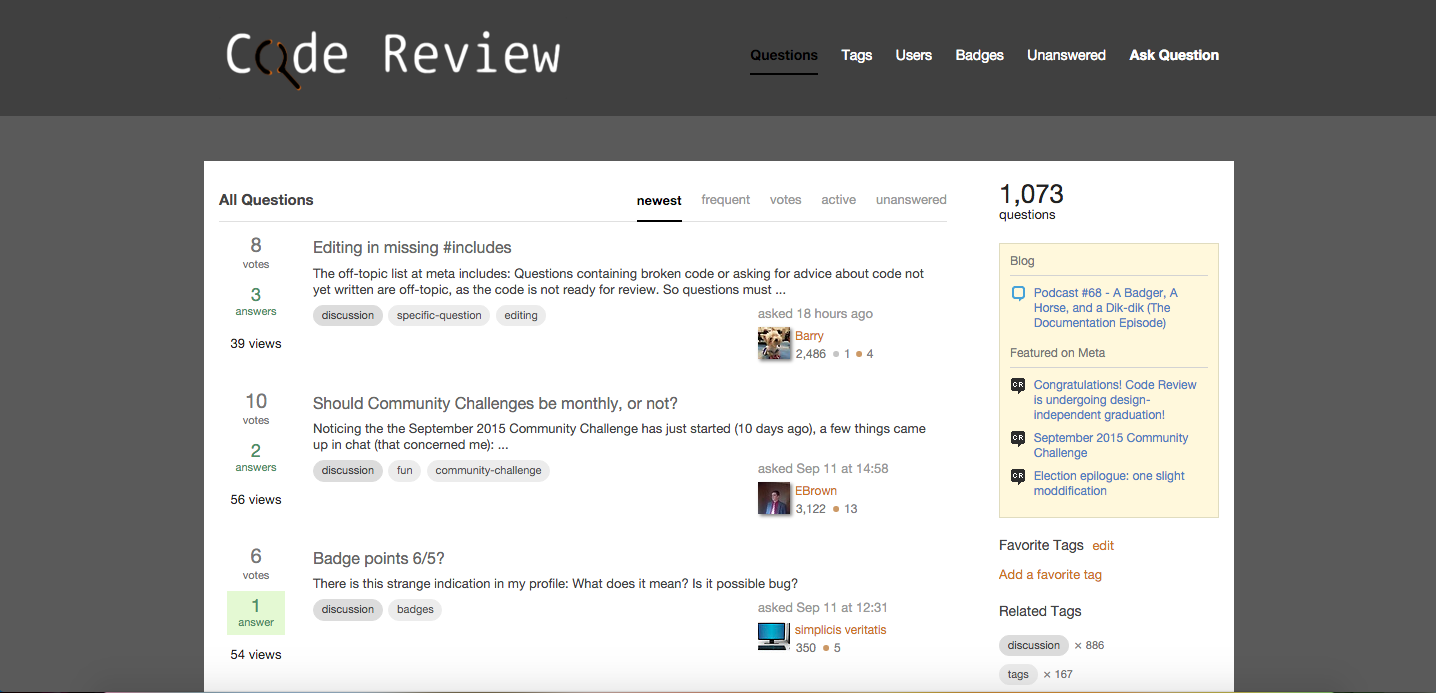 Code Review
Questions Tags Users Badges Unanswered Ask Question
All Questions
newest frequent votes active unanswered
8
votes
3
answers
39 views
Editing in missing #includes
The off-topic list at meta includes: Questions containing broken code or asking for advice about code not
yet written are off-topic, as the code is not ready for review. So questions must ...
discussion specific-question editing
asked 18 hours ago
Barry
2,486 1 4
10
votes
2
answers
56 views
Should Community Challenges be monthly, or not?
Noticing the the September 2015 Community Challenge has just started (10 days ago), a few things came
up in chat (that concerned me): ...
discussion fun community-challenge
asked Sep 11 at 14:58
EBrown
3,122 13
6
votes
1
answer
54 views
Badge points 6/5?
There is this strange indication in my profile: What does it mean? Is it possible bug?
discussion badges
asked Sep 11 at 12:31
simplicis veritatis
350 5
1,073
questions
Blog
Podcast #68 - A Badger, A
Horse, and a Dik-dik (The
Documentation Episode)
Featured on Meta
CR Congratulations! Code Review
is undergoing design-
independent graduation!
CR September 2015 Community
Challenge
CR Election epilogue: one slight
moddification
Favorite Tags edit
Add a favorite tag
Related Tags
discussion × 886
tags × 167